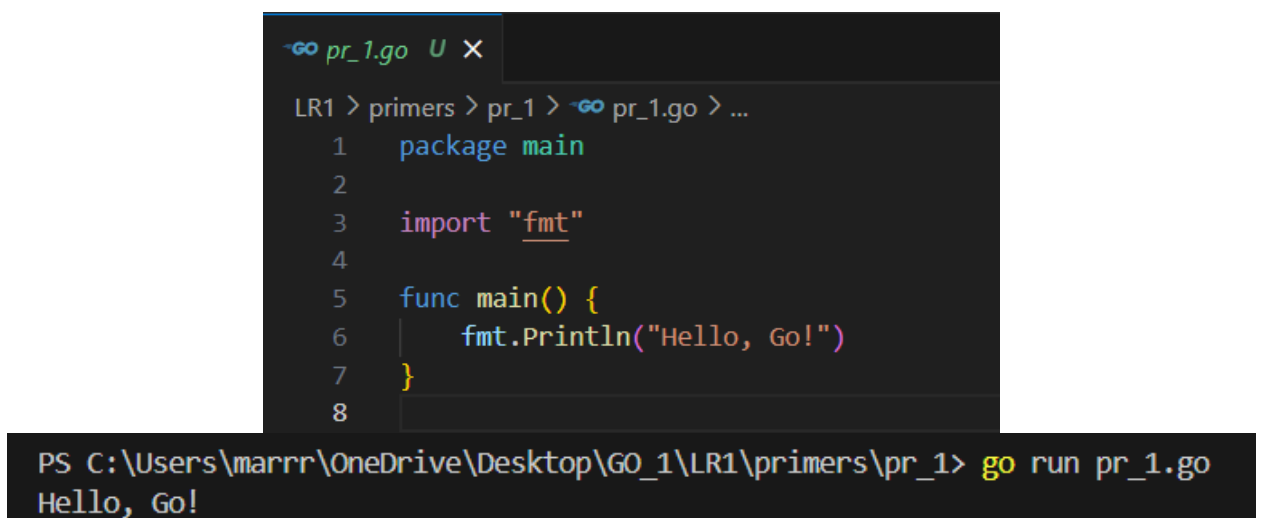 GO pr_1.go U ×
LR1 > primers > pr_1 > GO pr_1.go > ...
1 package main
2
3 import "fmt"
4
5 func main() {
6     fmt.Println("Hello, Go!")
7 }
8
PS C:\Users\marrr\OneDrive\Desktop\GO_1\LR1\primers\pr_1> go run pr_1.go
Hello, Go!